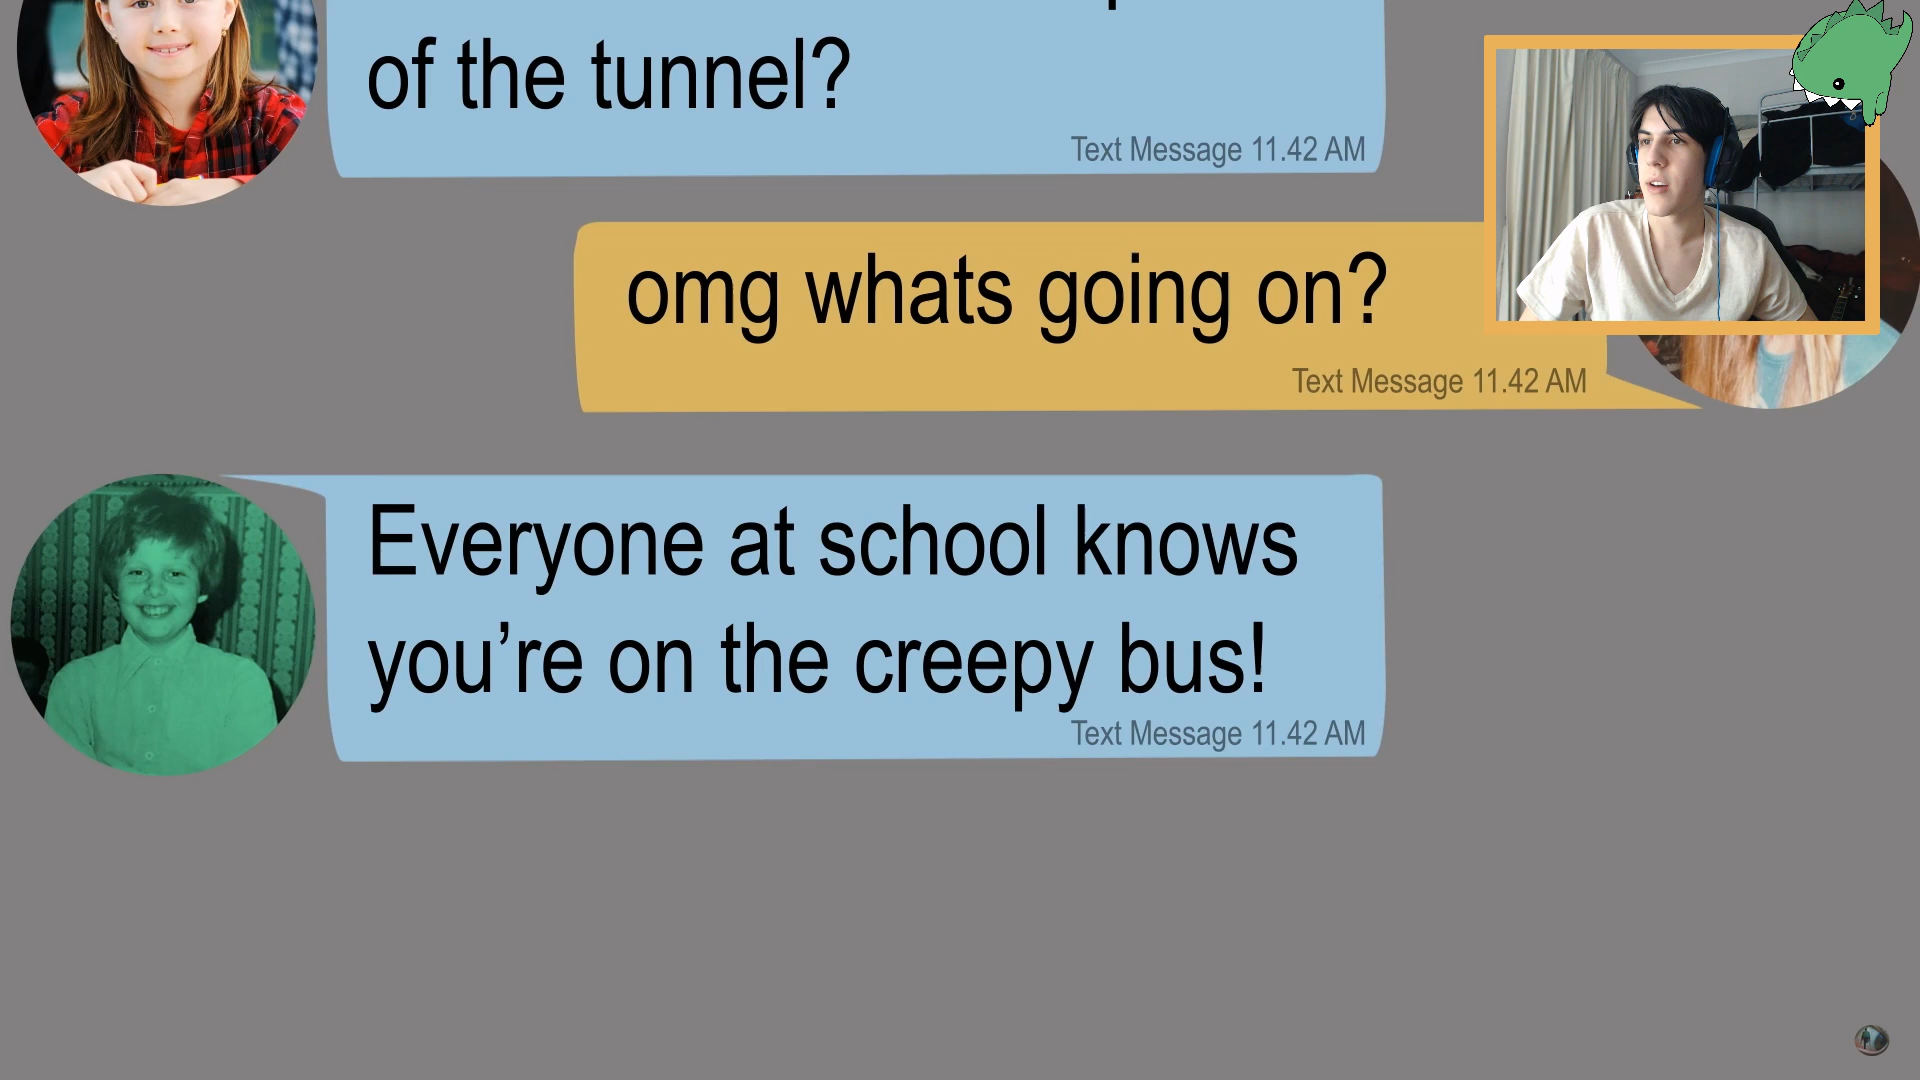 of the tunnel?
Text Message 11.42 AM
omg whats going on?
Text Message 11.42 AM
Everyone at school knows
you’re on the creepy bus!
Text Message 11.42 AM